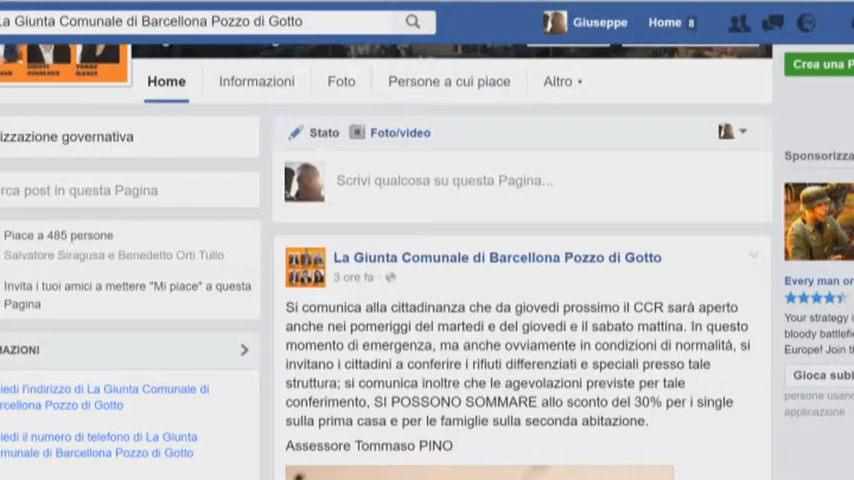 La Giunta Comunale di Barcellona Pozzo di Gotto
Giuseppe
Home 8
Home
Informazioni
Foto
Persone a cui piace
Altro
Crea una P
izzazione governativa
Stato
Foto/video
Scrivi qualcosa su questa Pagina...
rca post in questa Pagina
Piace a 485 persone
Salvatore Siragusa e Benedetto Orti Tullo
Invita i tuoi amici a mettere "Mi piace" a questa
Pagina
MAZIONI
iedi l'indirizzo di La Giunta Comunale di
rcellona Pozzo di Gotto
iedi il numero di telefono di La Giunta
munale di Barcellona Pozzo di Gotto
La Giunta Comunale di Barcellona Pozzo di Gotto
3 ore fa
Si comunica alla cittadinanza che da giovedi prossimo il CCR sarà aperto
anche nei pomeriggi del martedi e del giovedi e il sabato mattina. In questo
momento di emergenza, ma anche ovviamente in condizioni di normalità, si
invitano i cittadini a conferire i rifiuti differenziati e speciali presso tale
struttura; si comunica inoltre che le agevolazioni previste per tale
conferimento, SI POSSONO SOMMARE allo sconto del 30% per i single
sulla prima casa e per le famiglie sulla seconda abitazione.
Assessore Tommaso PINO
Sponsorizza
Every man or
Your strategy i
bloody battlefie
Europe! Join th
Gioca subi
persone usano
applicazione